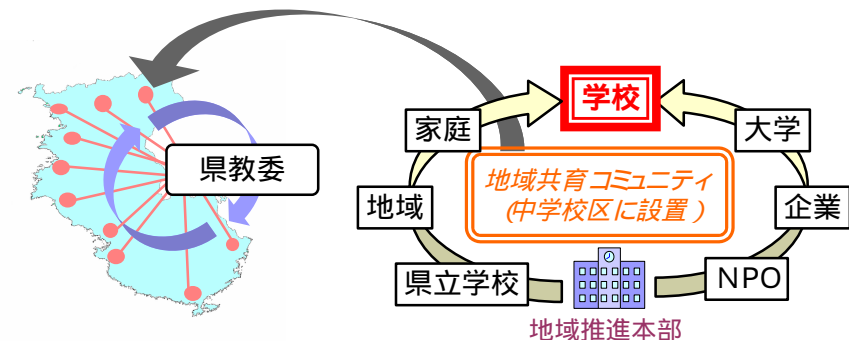 学校
家庭
大学
県教委
地域共育コミュニティ
(中学校区に設置)
地域
企業
県立学校
NPO
地域推進本部